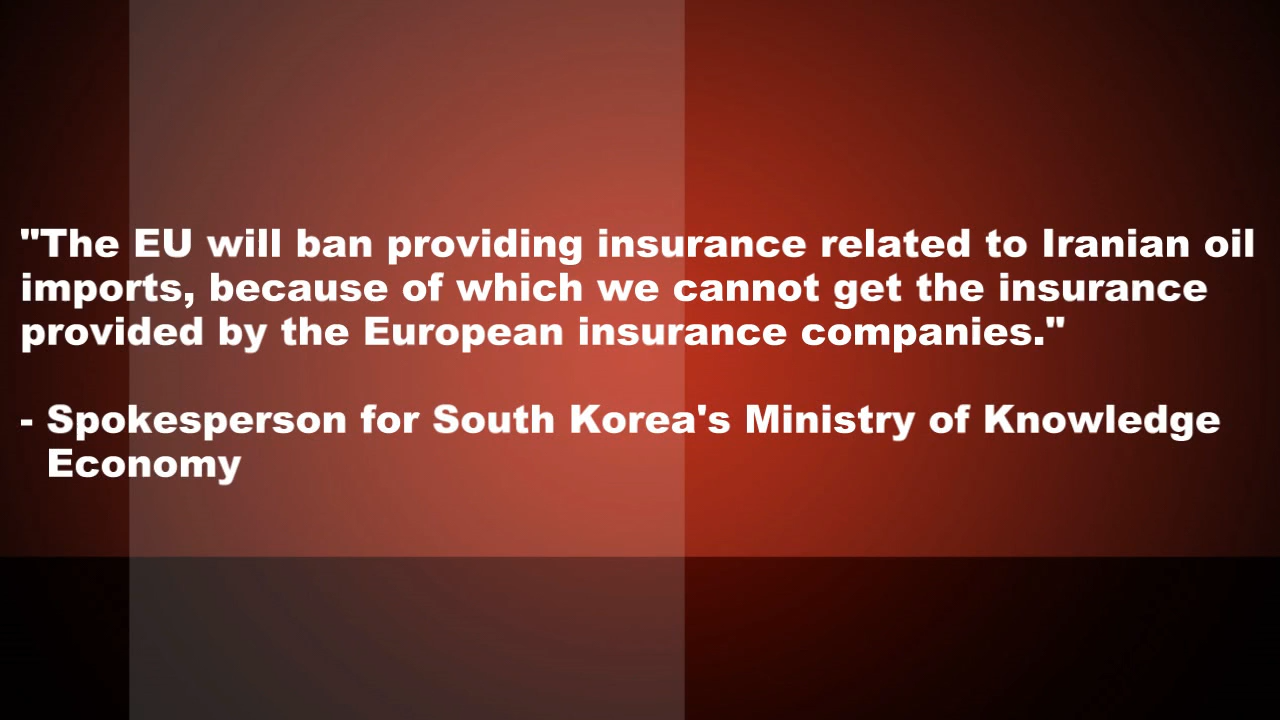 "The EU will ban providing insurance related to Iranian oil
imports, because of which we cannot get the insurance
provided by the European insurance companies."
- Spokesperson for South Korea's Ministry of Knowledge
Economy